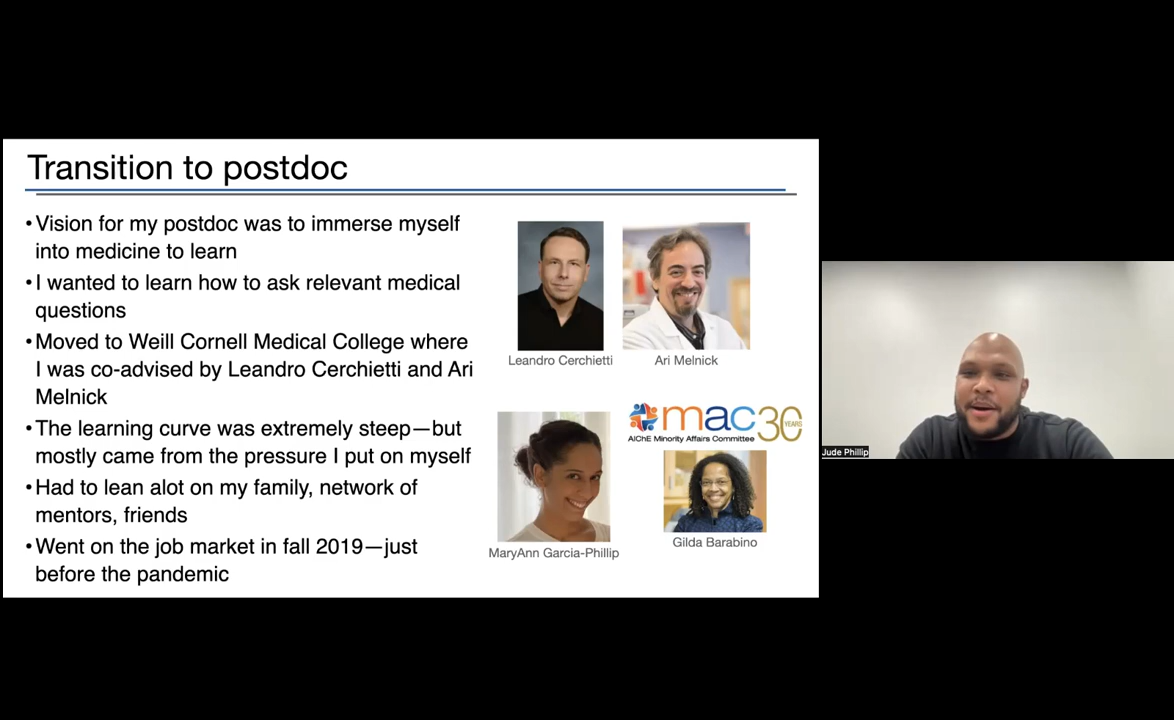 Transition to postdoc
•Vision for my postdoc was to immerse myself
into medicine to learn
•I wanted to learn how to ask relevant medical
questions
•Moved to Weill Cornell Medical College where
I was co-advised by Leandro Cerchietti and Ari
Melnick
•The learning curve was extremely steep—but
mostly came from the pressure I put on myself
•Had to lean alot on my family, network of
mentors, friends
•Went on the job market in fall 2019—just
before the pandemic
Leandro Cerchietti
Ari Melnick
mac30
YEARS
AIChE Minority Affairs Committee
MaryAnn Garcia-Phillip
Gilda Barabino
Jude Phillip